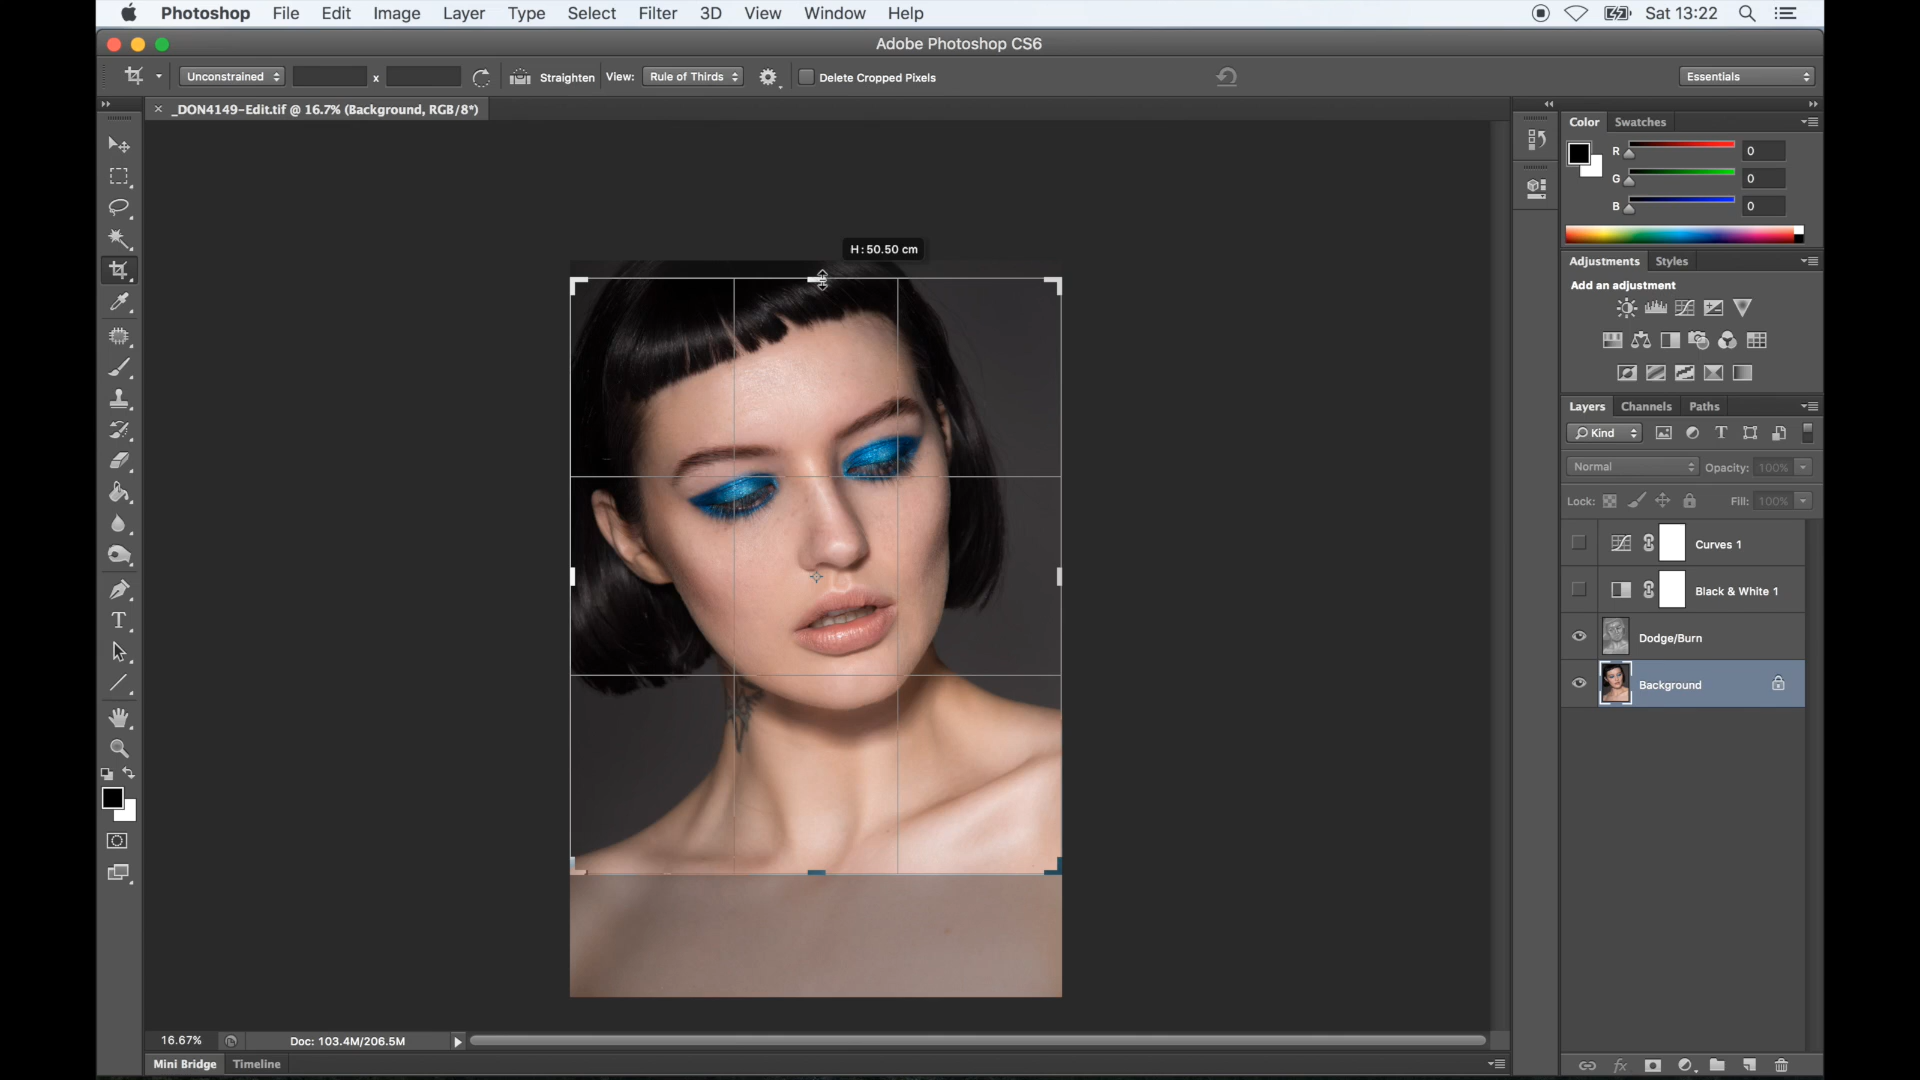 Photoshop File Edit Image Layer Type Select Filter 3D View Window Help Sat 13:22
Adobe Photoshop CS6
Unconstrained x Straighten View: Rule of Thirds Delete Cropped Pixels Essentials
_DON4149-Edit.tif @ 16.7% (Background, RGB/8*)
Color Swatches
R 0
G 0
B 0
H: 50.50 cm
Adjustments Styles
Add an adjustment
Layers Channels Paths
Kind
Normal Opacity: 100%
Lock: Fill: 100%
Curves 1
Black & White 1
Dodge/Burn
Background
16.67% Doc: 103.4M/206.5M
Mini Bridge Timeline